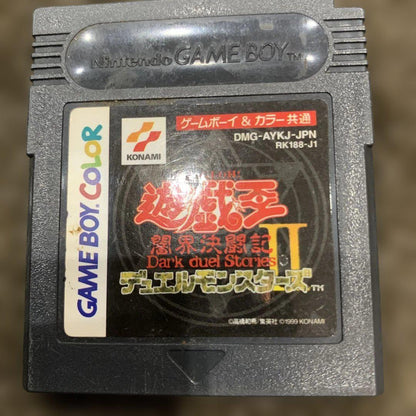 Nintendo GAME BOY TM
ゲームボーイ & カラー共通
DMG-AYKJ-JPN
RK188-J1
KONAMI
GAME BOY COLOR
遊戯王
闇界決闘記
II
Dark duel Stories
デュエルモンスターズ TM
©高橋和希/集英社 ©1999 KONAMI